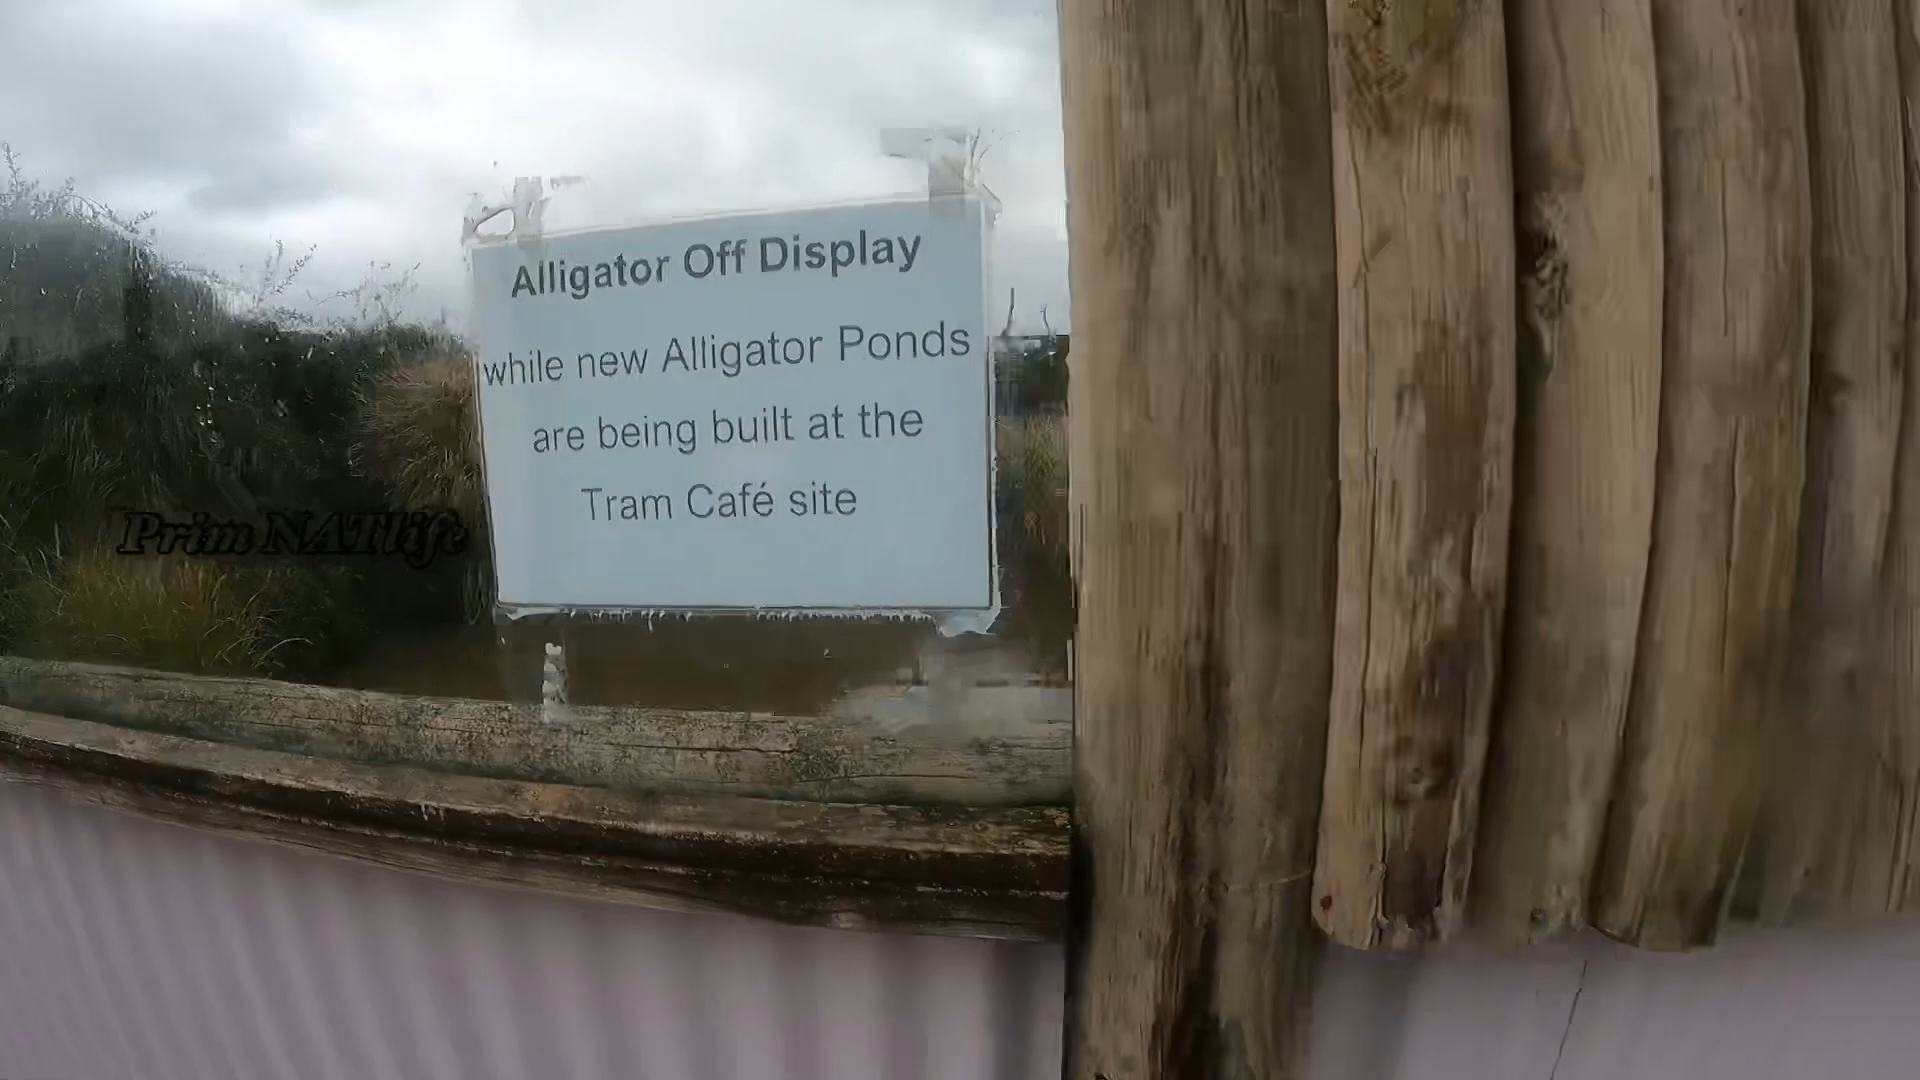 Alligator Off Display
while new Alligator Ponds
are being built at the
Tram Café site
Prim NATlife